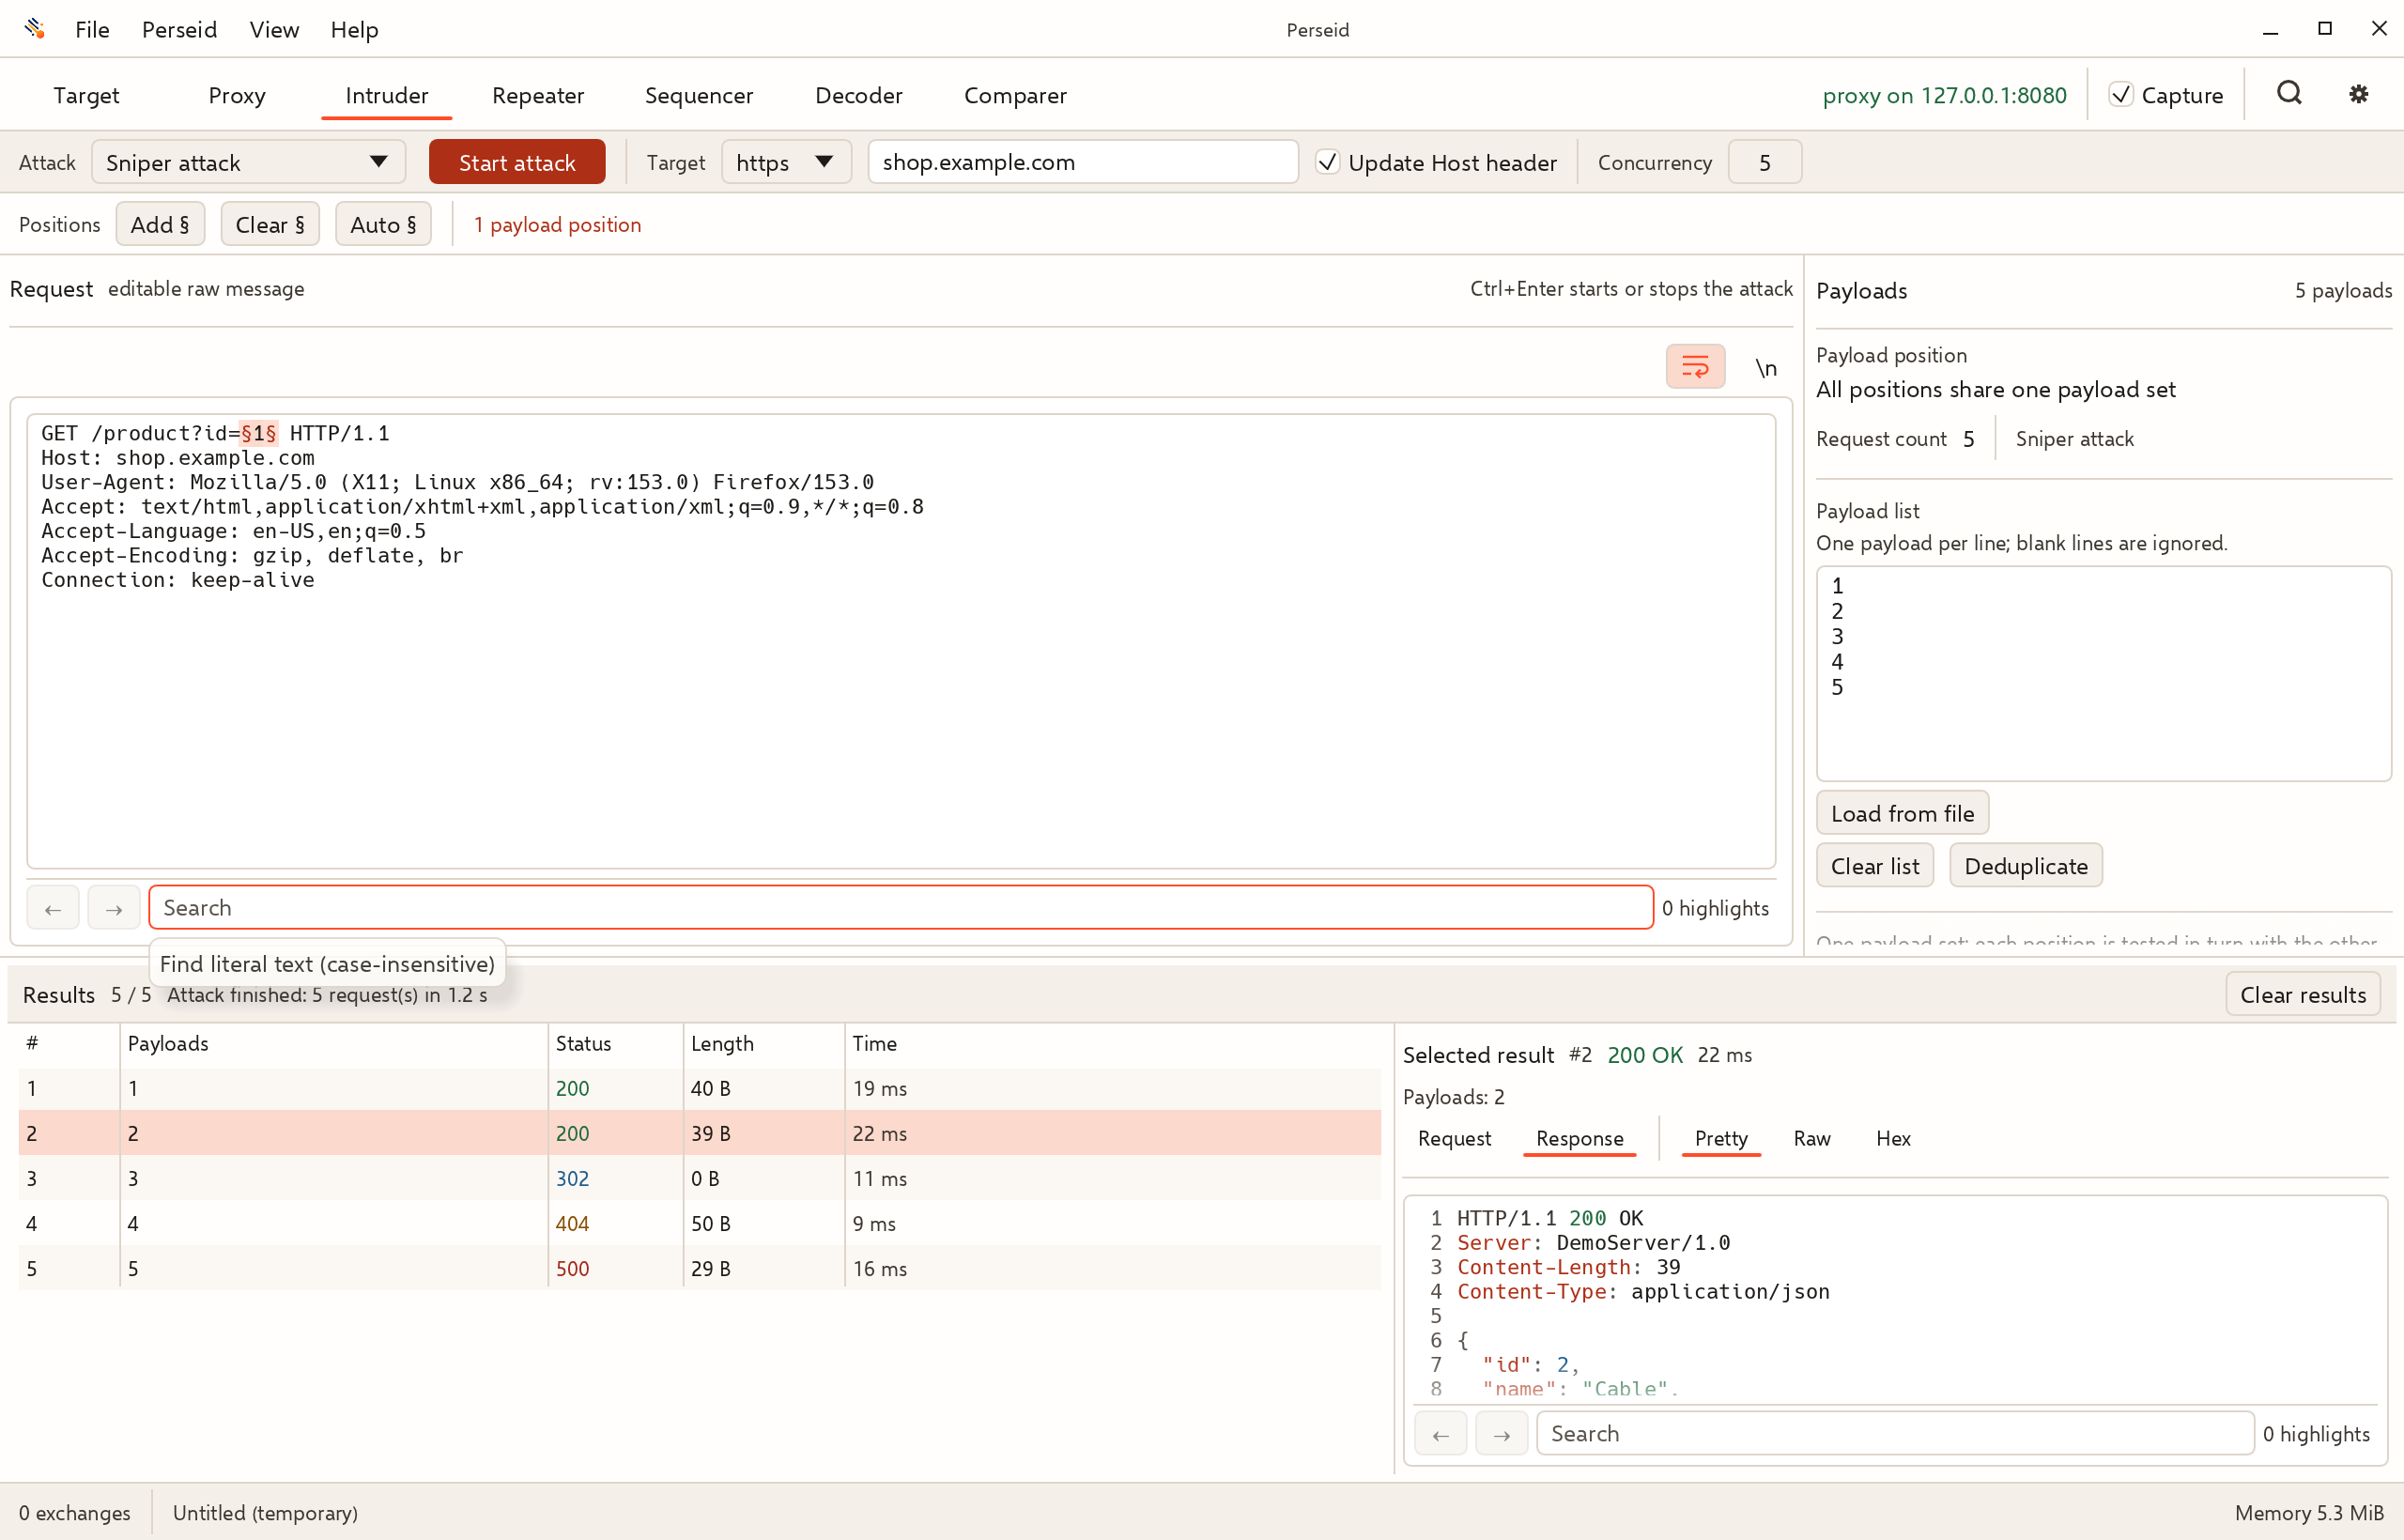 File Perseid View Help Perseid
Target Proxy Intruder Repeater Sequencer Decoder Comparer proxy on 127.0.0.1:8080 Capture
Attack Sniper attack Start attack Target https shop.example.com Update Host header Concurrency 5
Positions Add § Clear § Auto § 1 payload position
Request editable raw message Ctrl+Enter starts or stops the attack
\n
GET /product?id=§1§ HTTP/1.1
Host: shop.example.com
User-Agent: Mozilla/5.0 (X11; Linux x86_64; rv:153.0) Firefox/153.0
Accept: text/html,application/xhtml+xml,application/xml;q=0.9,*/*;q=0.8
Accept-Language: en-US,en;q=0.5
Accept-Encoding: gzip, deflate, br
Connection: keep-alive
← → Search 0 highlights
Find literal text (case-insensitive)
Payloads 5 payloads
Payload position
All positions share one payload set
Request count 5 Sniper attack
Payload list
One payload per line; blank lines are ignored.
1
2
3
4
5
Load from file
Clear list Deduplicate
One payload set; each position is tested in turn with the other
Results 5 / 5 Attack finished: 5 request(s) in 1.2 s Clear results
# Payloads Status Length Time
1 1 200 40 B 19 ms
2 2 200 39 B 22 ms
3 3 302 0 B 11 ms
4 4 404 50 B 9 ms
5 5 500 29 B 16 ms
Selected result #2 200 OK 22 ms
Payloads: 2
Request Response Pretty Raw Hex
1 HTTP/1.1 200 OK
2 Server: DemoServer/1.0
3 Content-Length: 39
4 Content-Type: application/json
5
6 {
7 "id": 2,
8 "name": "Cable",
← → Search 0 highlights
0 exchanges Untitled (temporary) Memory 5.3 MiB